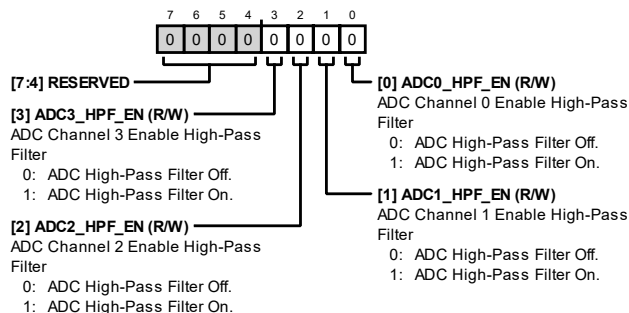 7 6 5 4 3 2 1 0
0 0 0 0 0 0 0 0
[7:4] RESERVED
[3] ADC3_HPF_EN (R/W)
ADC Channel 3 Enable High-Pass
Filter
0: ADC High-Pass Filter Off.
1: ADC High-Pass Filter On.
[2] ADC2_HPF_EN (R/W)
ADC Channel 2 Enable High-Pass
Filter
0: ADC High-Pass Filter Off.
1: ADC High-Pass Filter On.
[0] ADC0_HPF_EN (R/W)
ADC Channel 0 Enable High-Pass
Filter
0: ADC High-Pass Filter Off.
1: ADC High-Pass Filter On.
[1] ADC1_HPF_EN (R/W)
ADC Channel 1 Enable High-Pass
Filter
0: ADC High-Pass Filter Off.
1: ADC High-Pass Filter On.